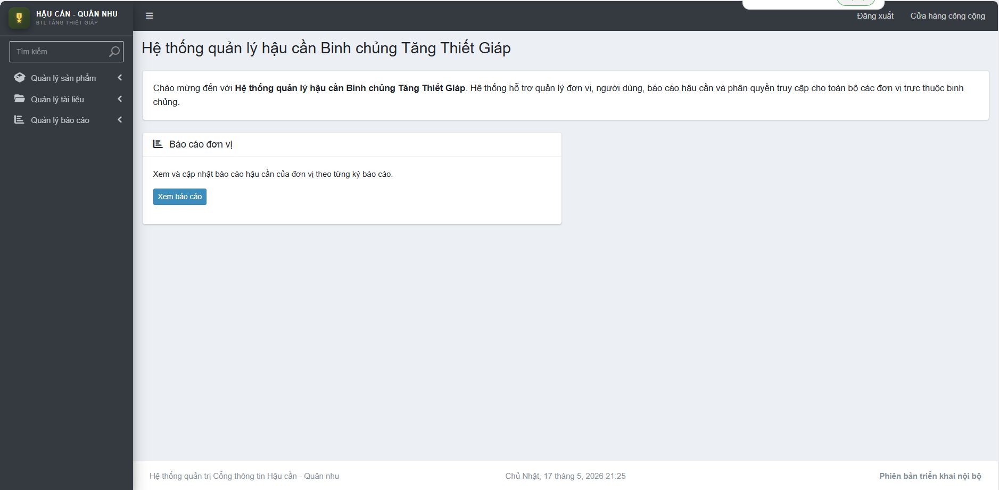 HẬU CẦN - QUÂN NHU
BTL TĂNG THIẾT GIÁP
Đăng xuất
Cửa hàng công cộng
Tìm kiếm
Quản lý sản phẩm
Quản lý tài liệu
Quản lý báo cáo
Hệ thống quản lý hậu cần Binh chủng Tăng Thiết Giáp
Chào mừng đến với Hệ thống quản lý hậu cần Binh chủng Tăng Thiết Giáp. Hệ thống hỗ trợ quản lý đơn vị, người dùng, báo cáo hậu cần và phân quyền truy cập cho toàn bộ các đơn vị trực thuộc binh
chủng.
Báo cáo đơn vị
Xem và cập nhật báo cáo hậu cần của đơn vị theo từng kỳ báo cáo.
Xem báo cáo
Hệ thống quản trị Cổng thông tin Hậu cần - Quân nhu
Chủ Nhật, 17 tháng 5, 2026 21:25
Phiên bản triển khai nội bộ